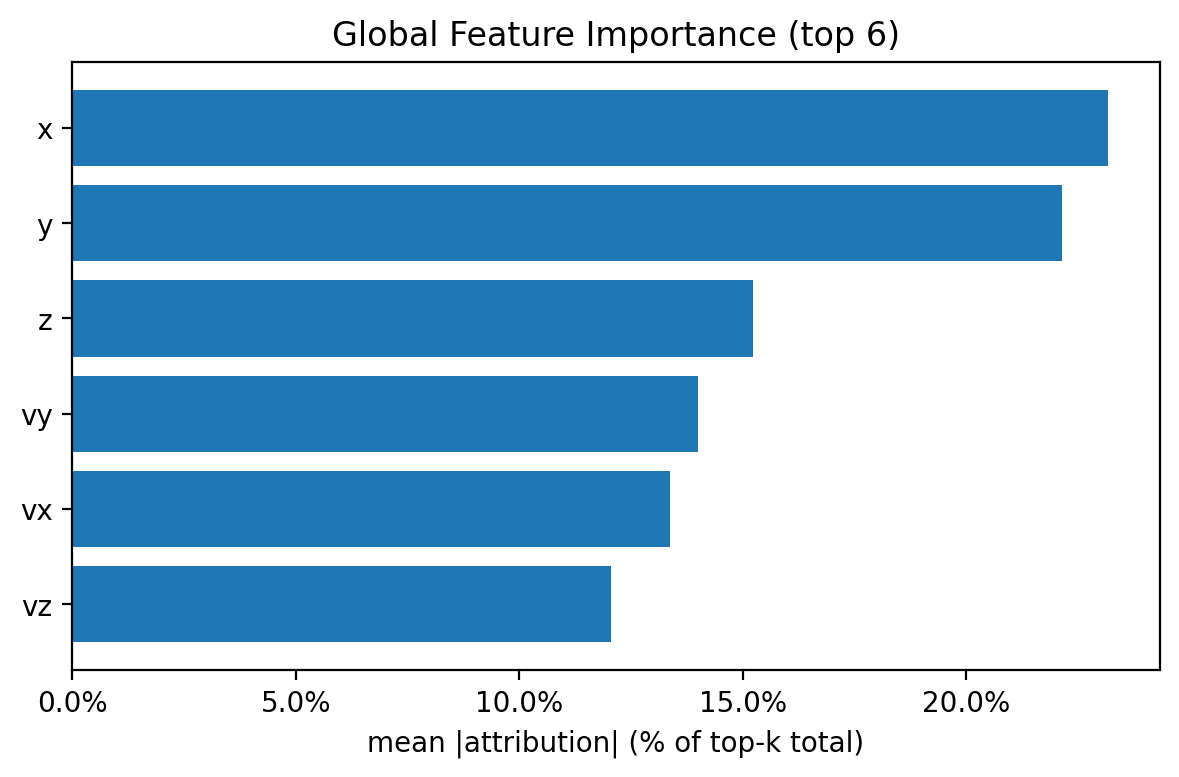 Global Feature Importance (top 6)
x
y
z
vy
vx
vz
0.0% 5.0% 10.0% 15.0% 20.0%
mean |attribution| (% of top-k total)